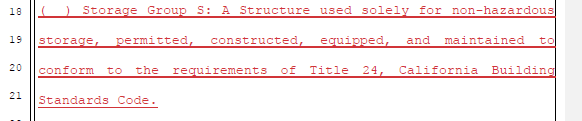 18 ( ) Storage Group S: A Structure used solely for non-hazardous
19 storage, permitted, constructed, equipped, and maintained to
20 conform to the requirements of Title 24, California Building
21 Standards Code.